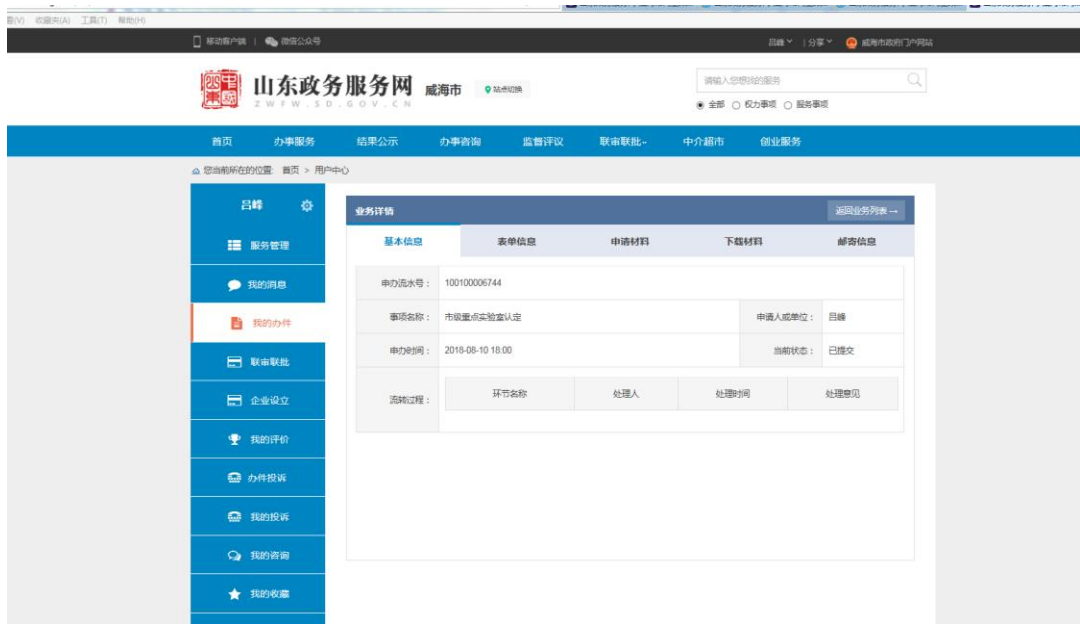 看(V) 收藏夹(A) 工具(T) 帮助(H)
移动客户端 | 微信公众号 吕峰 | 分享 威海市政府门户网站
山东政务服务网 威海市 站点切换
ZWFW.SD.GOV.CN
请输入您想找的服务
全部 权力事项 服务事项
首页 办事服务 结果公示 办事咨询 监督评议 联审联批 中介超市 创业服务
您当前所在的位置: 首页 > 用户中心
吕峰
服务管理
我的消息
我的办件
联审联批
企业设立
我的评价
办件投诉
我的投诉
我的咨询
我的收藏
业务详情 返回业务列表→
基本信息 表单信息 申请材料 下载材料 邮寄信息
申办流水号: 100100006744
事项名称: 市级重点实验室认定 申请人或单位: 吕峰
申办时间: 2018-08-10 18:00 当前状态: 已提交
流转过程: 环节名称 处理人 处理时间 处理意见